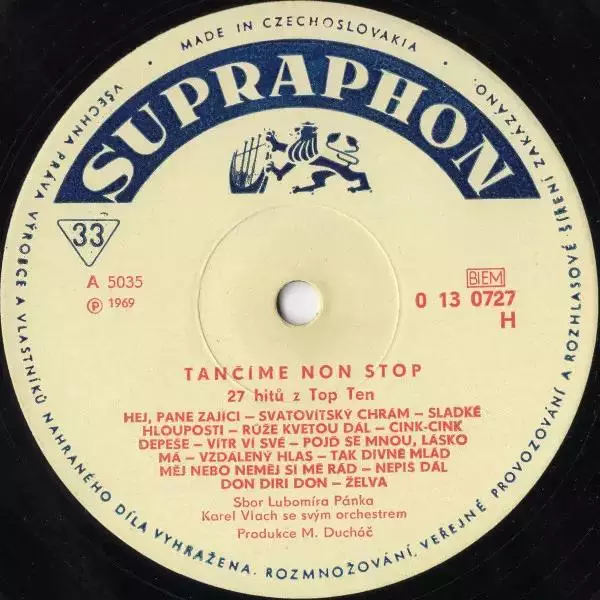 • MADE IN CZECHOSLOVAKIA •
SUPRAPHON
33
A 5035
℗ 1969
BIEM
0 13 0727
H
TANČÍME NON STOP
27 hitů z Top Ten
HEJ, PANE ZAJÍCI – SVATOVÍTSKÝ CHRÁM – SLADKÉ
HLOUPOSTI – RŮŽE KVETOU DÁL – CINK-CINK
DEPEŠE – VÍTR VÍ SVÉ – POJĎ SE MNOU, LÁSKO
MÁ – VZDÁLENÝ HLAS – TAK DIVNĚ MLÁD
MĚJ NEBO NEMĚJ SI MĚ RÁD – NEPIŠ DÁL
DON DIRI DON – ŽELVA
Sbor Lubomíra Pánka
Karel Vlach se svým orchestrem
Produkce M. Ducháč
VŠECHNA PRÁVA VÝROBCE A VLASTNÍKŮ NAHRANÉHO DÍLA VYHRAŽENA. ROZMNOŽOVÁNÍ, VEŘEJNÉ PROVOZOVÁNÍ A ROZHLASOVÉ ŠÍŘENÍ ZAKÁZÁNO.